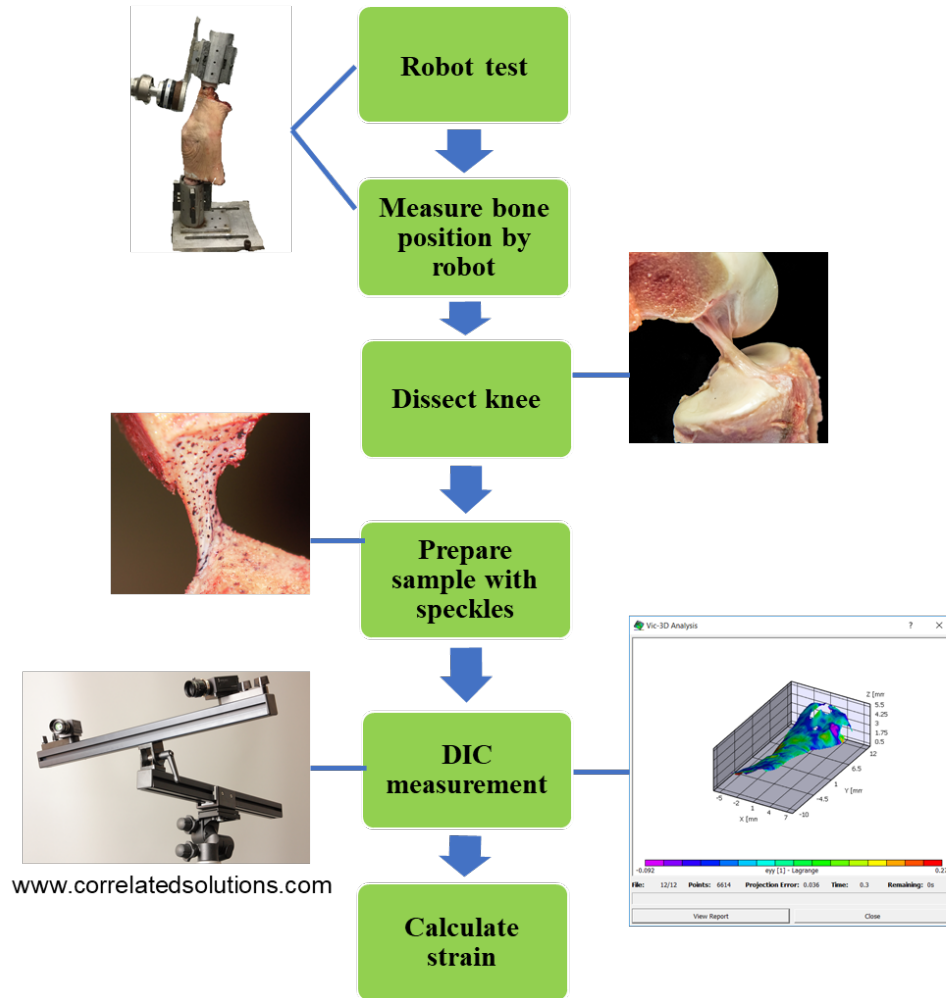 Robot test
Measure bone
position by
robot
Dissect knee
Prepare
sample with
speckles
Vic-3D Analysis ? ×
Z [mm
5.5
4.25
3
1.75
0.5
12
6.5
1
-4.5
-10
Y [mm
-5 -2 1 4 7
X [mm
DIC
measurement
-0.092
eyy [1] - Lagrange
File: 12/12 Points: 6614 Projection Error: 0.036 Time: 0.3 Remaining: 0s
View Report Close
www.correlatedsolutions.com
Calculate
strain